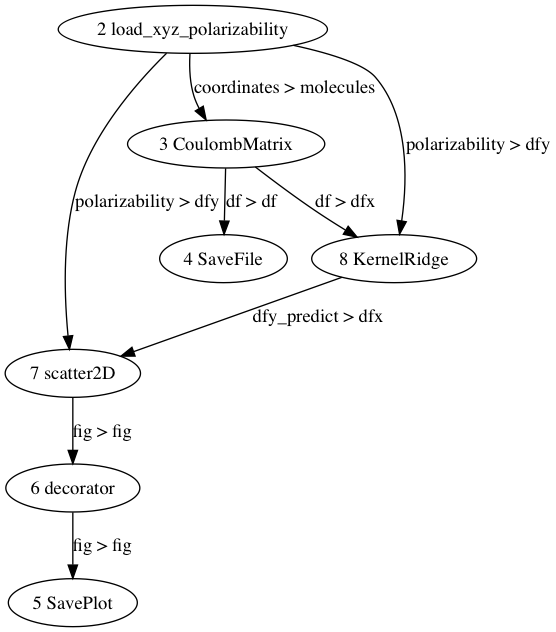 2 load_xyz_polarizability
coordinates > molecules
3 CoulombMatrix
polarizability > dfy
polarizability > dfy
df > df
df > dfx
4 SaveFile
8 KernelRidge
dfy_predict > dfx
7 scatter2D
fig > fig
6 decorator
fig > fig
5 SavePlot